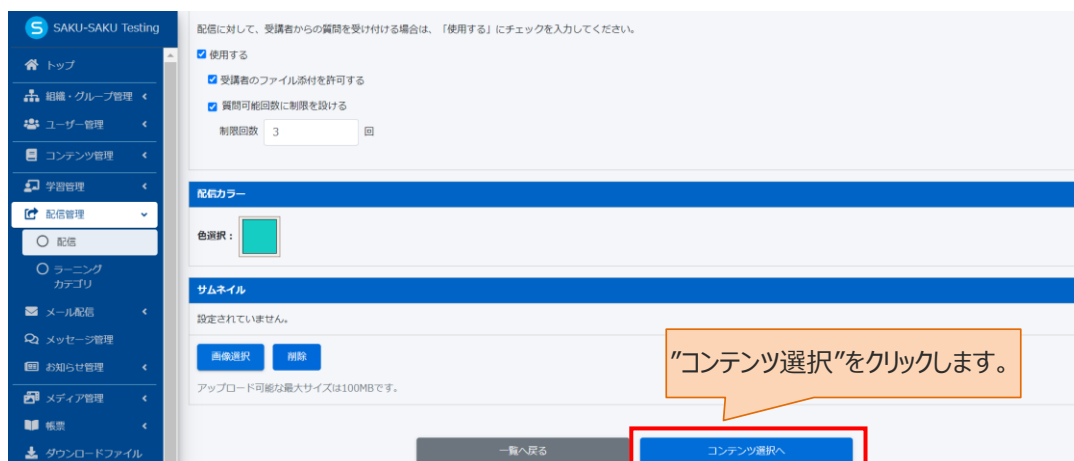 SAKU-SAKU Testing
トップ
組織・グループ管理
ユーザー管理
コンテンツ管理
学習管理
配信管理
配信
ラーニング
カテゴリ
メール配信
メッセージ管理
お知らせ管理
メディア管理
帳票
ダウンロードファイル
配信に対して、受講者からの質問を受け付ける場合は、「使用する」にチェックを入力してください。
使用する
受講者のファイル添付を許可する
質問可能回数に制限を設ける
制限回数 3 回
配信カラー
色選択：
サムネイル
設定されていません。
画像選択 削除
アップロード可能な最大サイズは100MBです。
”コンテンツ選択”をクリックします。
一覧へ戻る コンテンツ選択へ